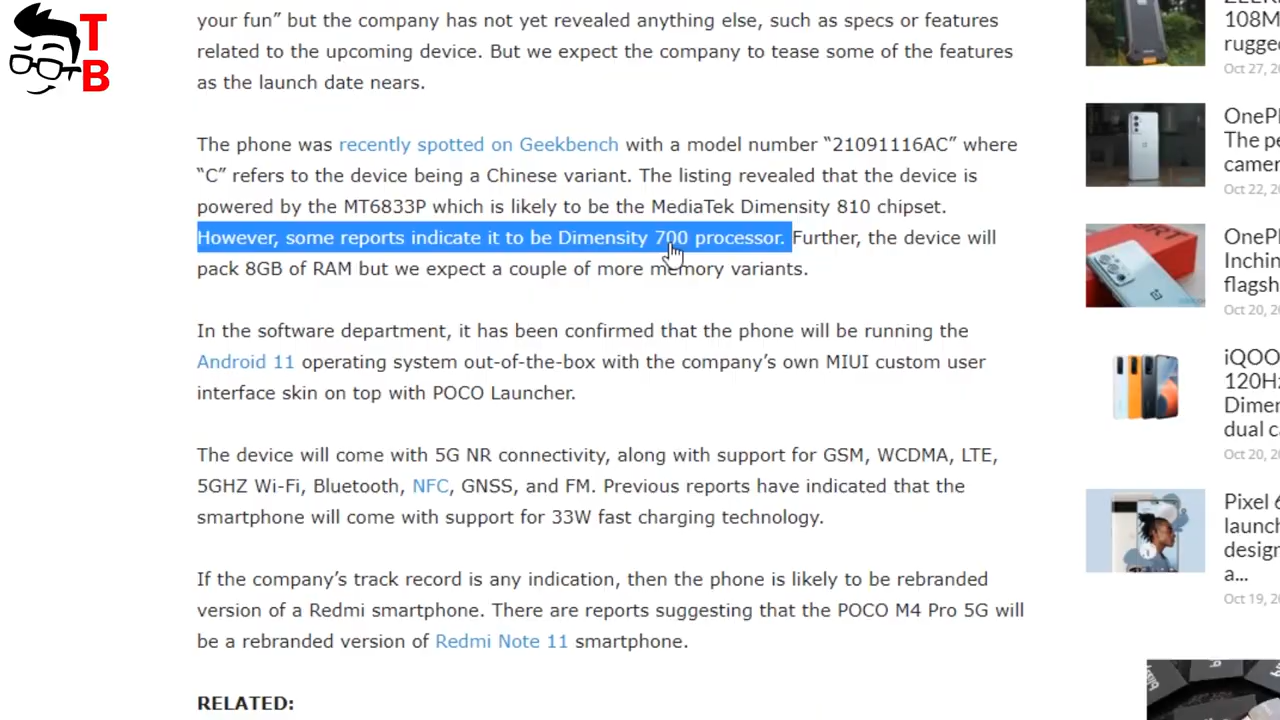 TB
your fun” but the company has not yet revealed anything else, such as specs or features
related to the upcoming device. But we expect the company to tease some of the features
as the launch date nears.
The phone was recently spotted on Geekbench with a model number “21091116AC” where
“C” refers to the device being a Chinese variant. The listing revealed that the device is
powered by the MT6833P which is likely to be the MediaTek Dimensity 810 chipset.
However, some reports indicate it to be Dimensity 700 processor. Further, the device will
pack 8GB of RAM but we expect a couple of more memory variants.
In the software department, it has been confirmed that the phone will be running the
Android 11 operating system out-of-the-box with the company’s own MIUI custom user
interface skin on top with POCO Launcher.
The device will come with 5G NR connectivity, along with support for GSM, WCDMA, LTE,
5GHZ Wi-Fi, Bluetooth, NFC, GNSS, and FM. Previous reports have indicated that the
smartphone will come with support for 33W fast charging technology.
If the company’s track record is any indication, then the phone is likely to be rebranded
version of a Redmi smartphone. There are reports suggesting that the POCO M4 Pro 5G will
be a rebranded version of Redmi Note 11 smartphone.
RELATED:
108M
rugge
Oct 27, 20
OnePl
The pe
camer
Oct 22, 20
OnePl
Inchin
flagsh
Oct 20, 20
iQOO
120Hz
Dimen
dual ca
Oct 20, 20
Pixel 6
launch
design
a...
Oct 19, 20